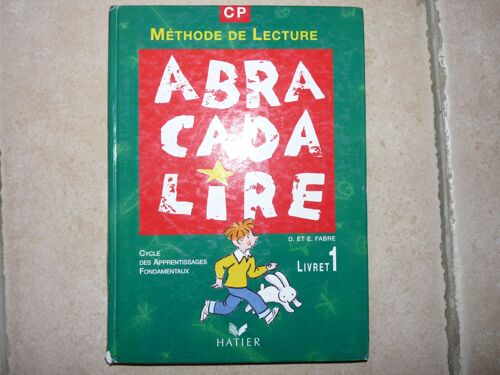 CP
MÉTHODE DE LECTURE
ABRA
CADA
LIRE
D. ET E. FABRE
CYCLE
DES APPRENTISSAGES
FONDAMENTAUX
LIVRET 1
HATIER